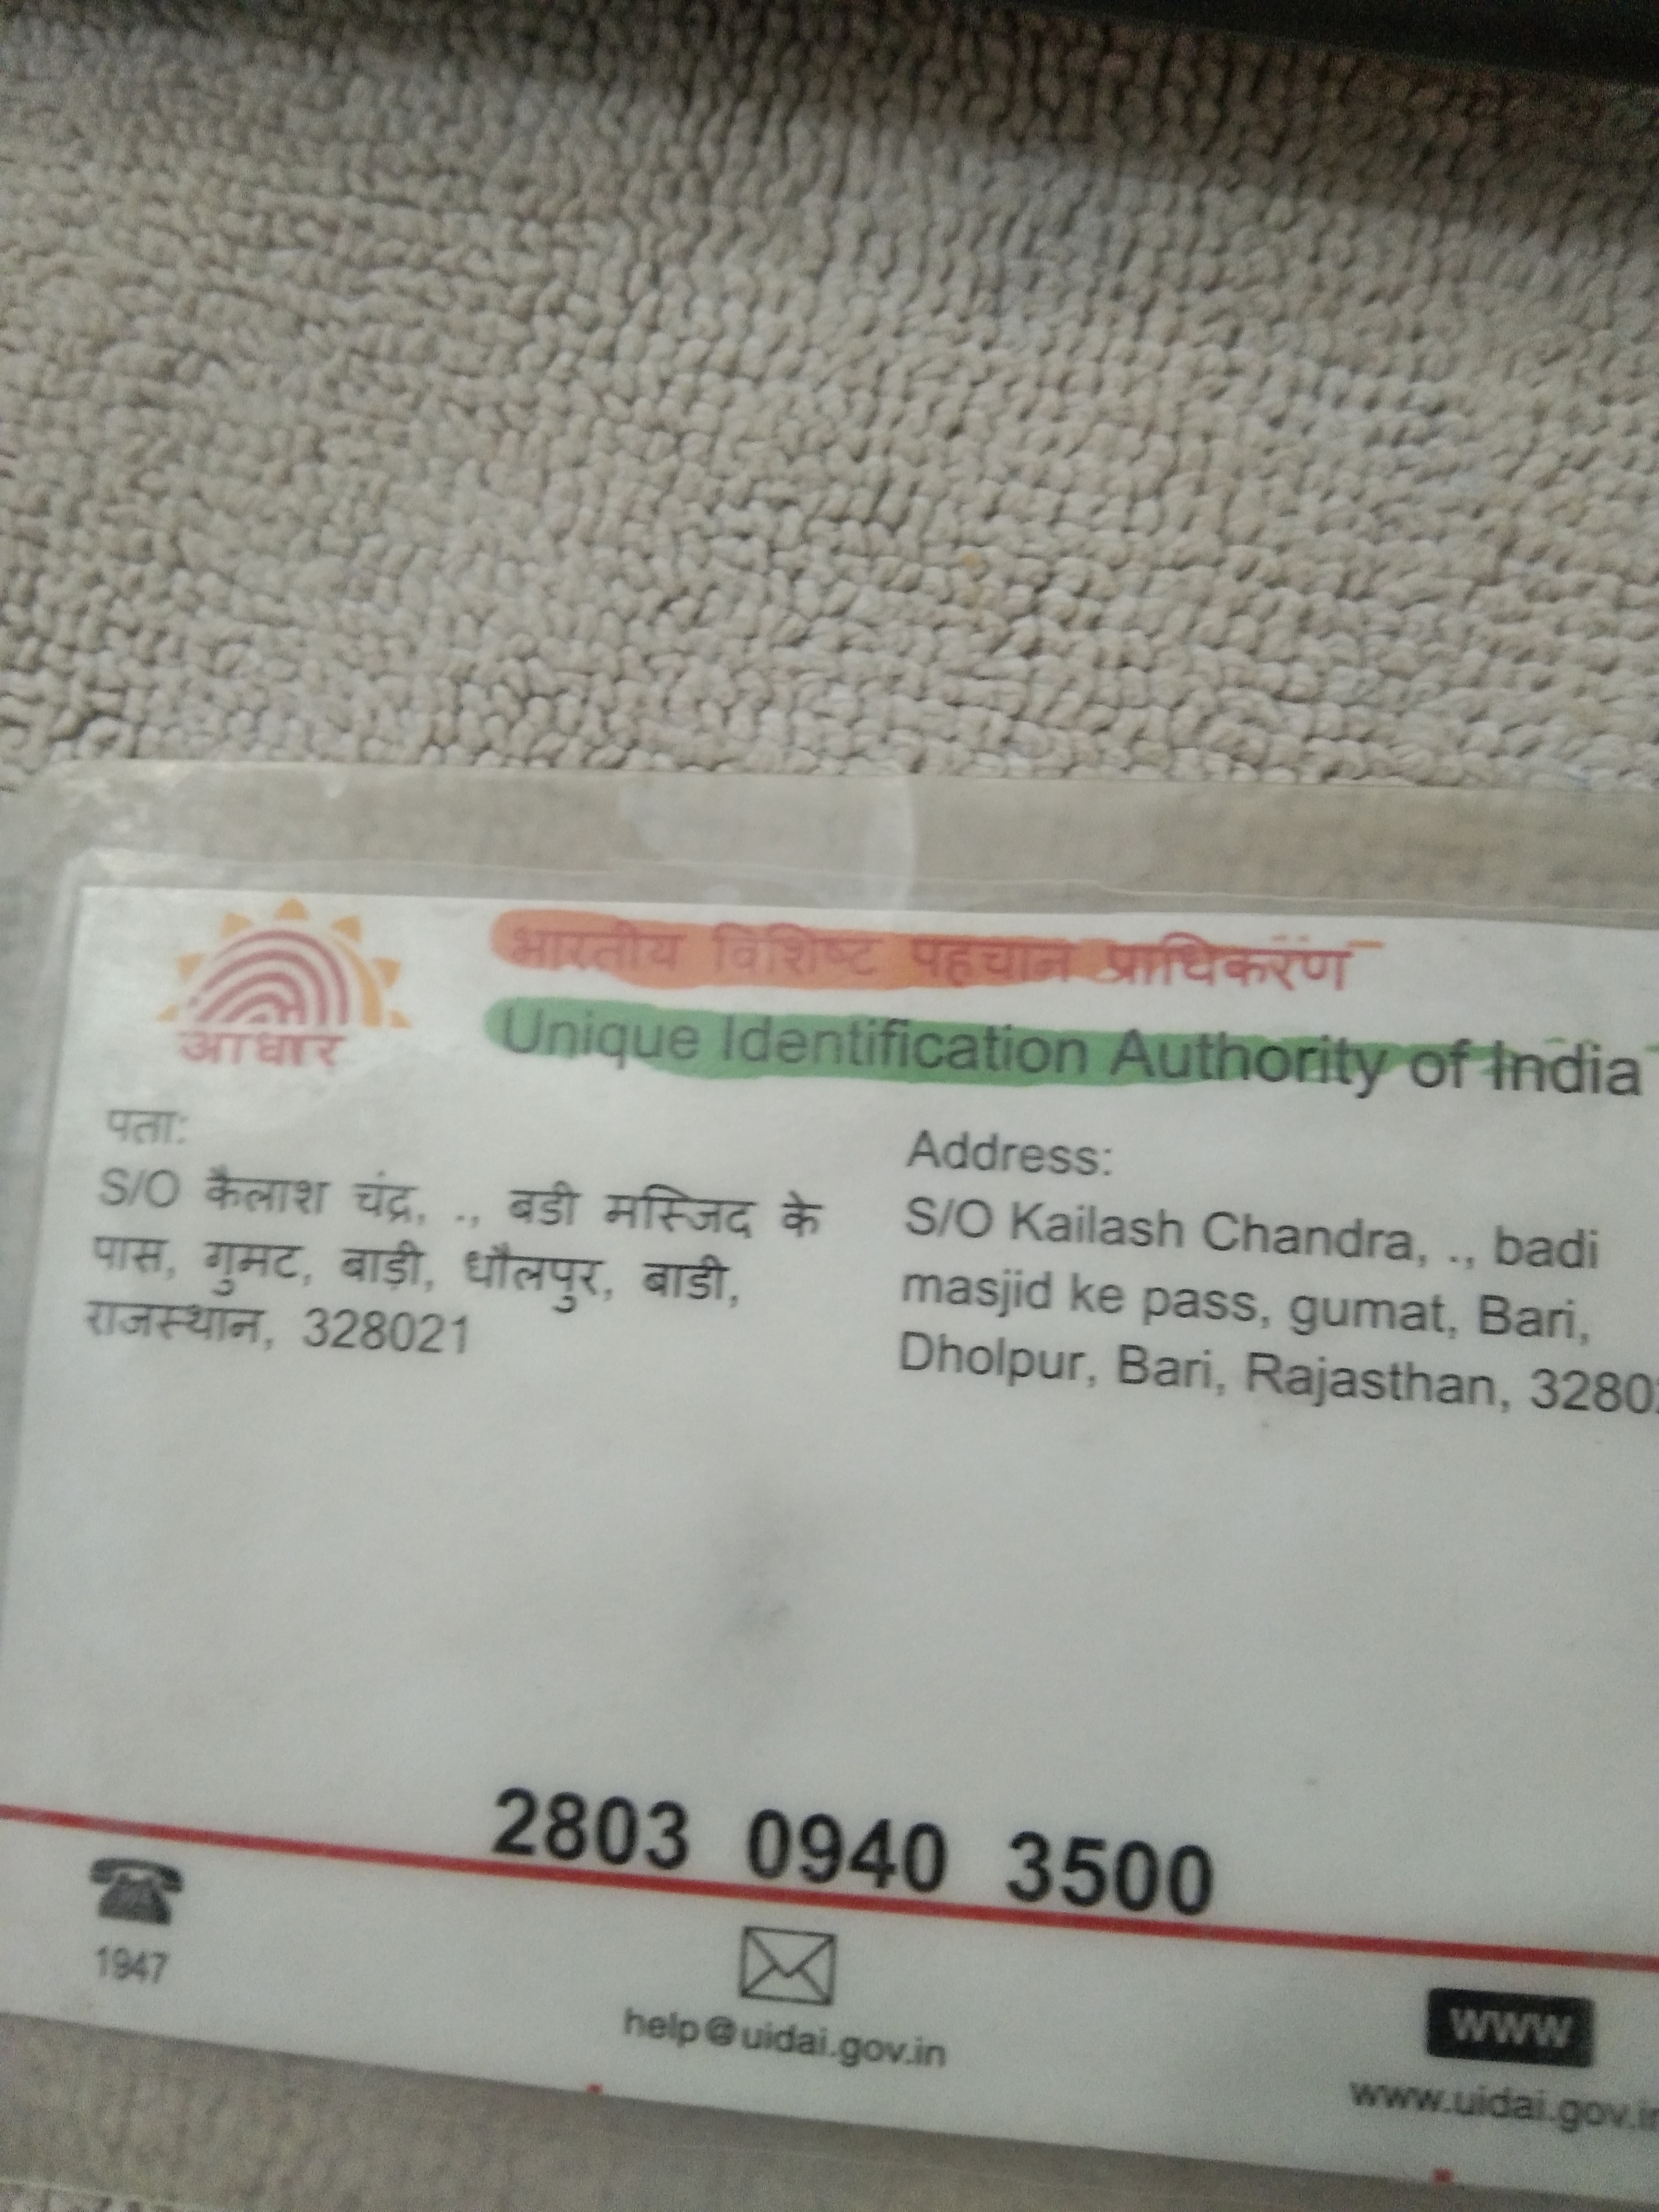 आधार
भारतीय विशिष्ट पहचान प्राधिकरण
Unique Identification Authority of India
पता:
S/O कैलाश चंद्र, ., बडी मस्जिद के
पास, गुमट, बाड़ी, धौलपुर, बाडी,
राजस्थान, 328021
Address:
S/O Kailash Chandra, ., badi
masjid ke pass, gumat, Bari,
Dholpur, Bari, Rajasthan, 3280
2803 0940 3500
1947
help@uidai.gov.in
www
www.uidai.gov.in